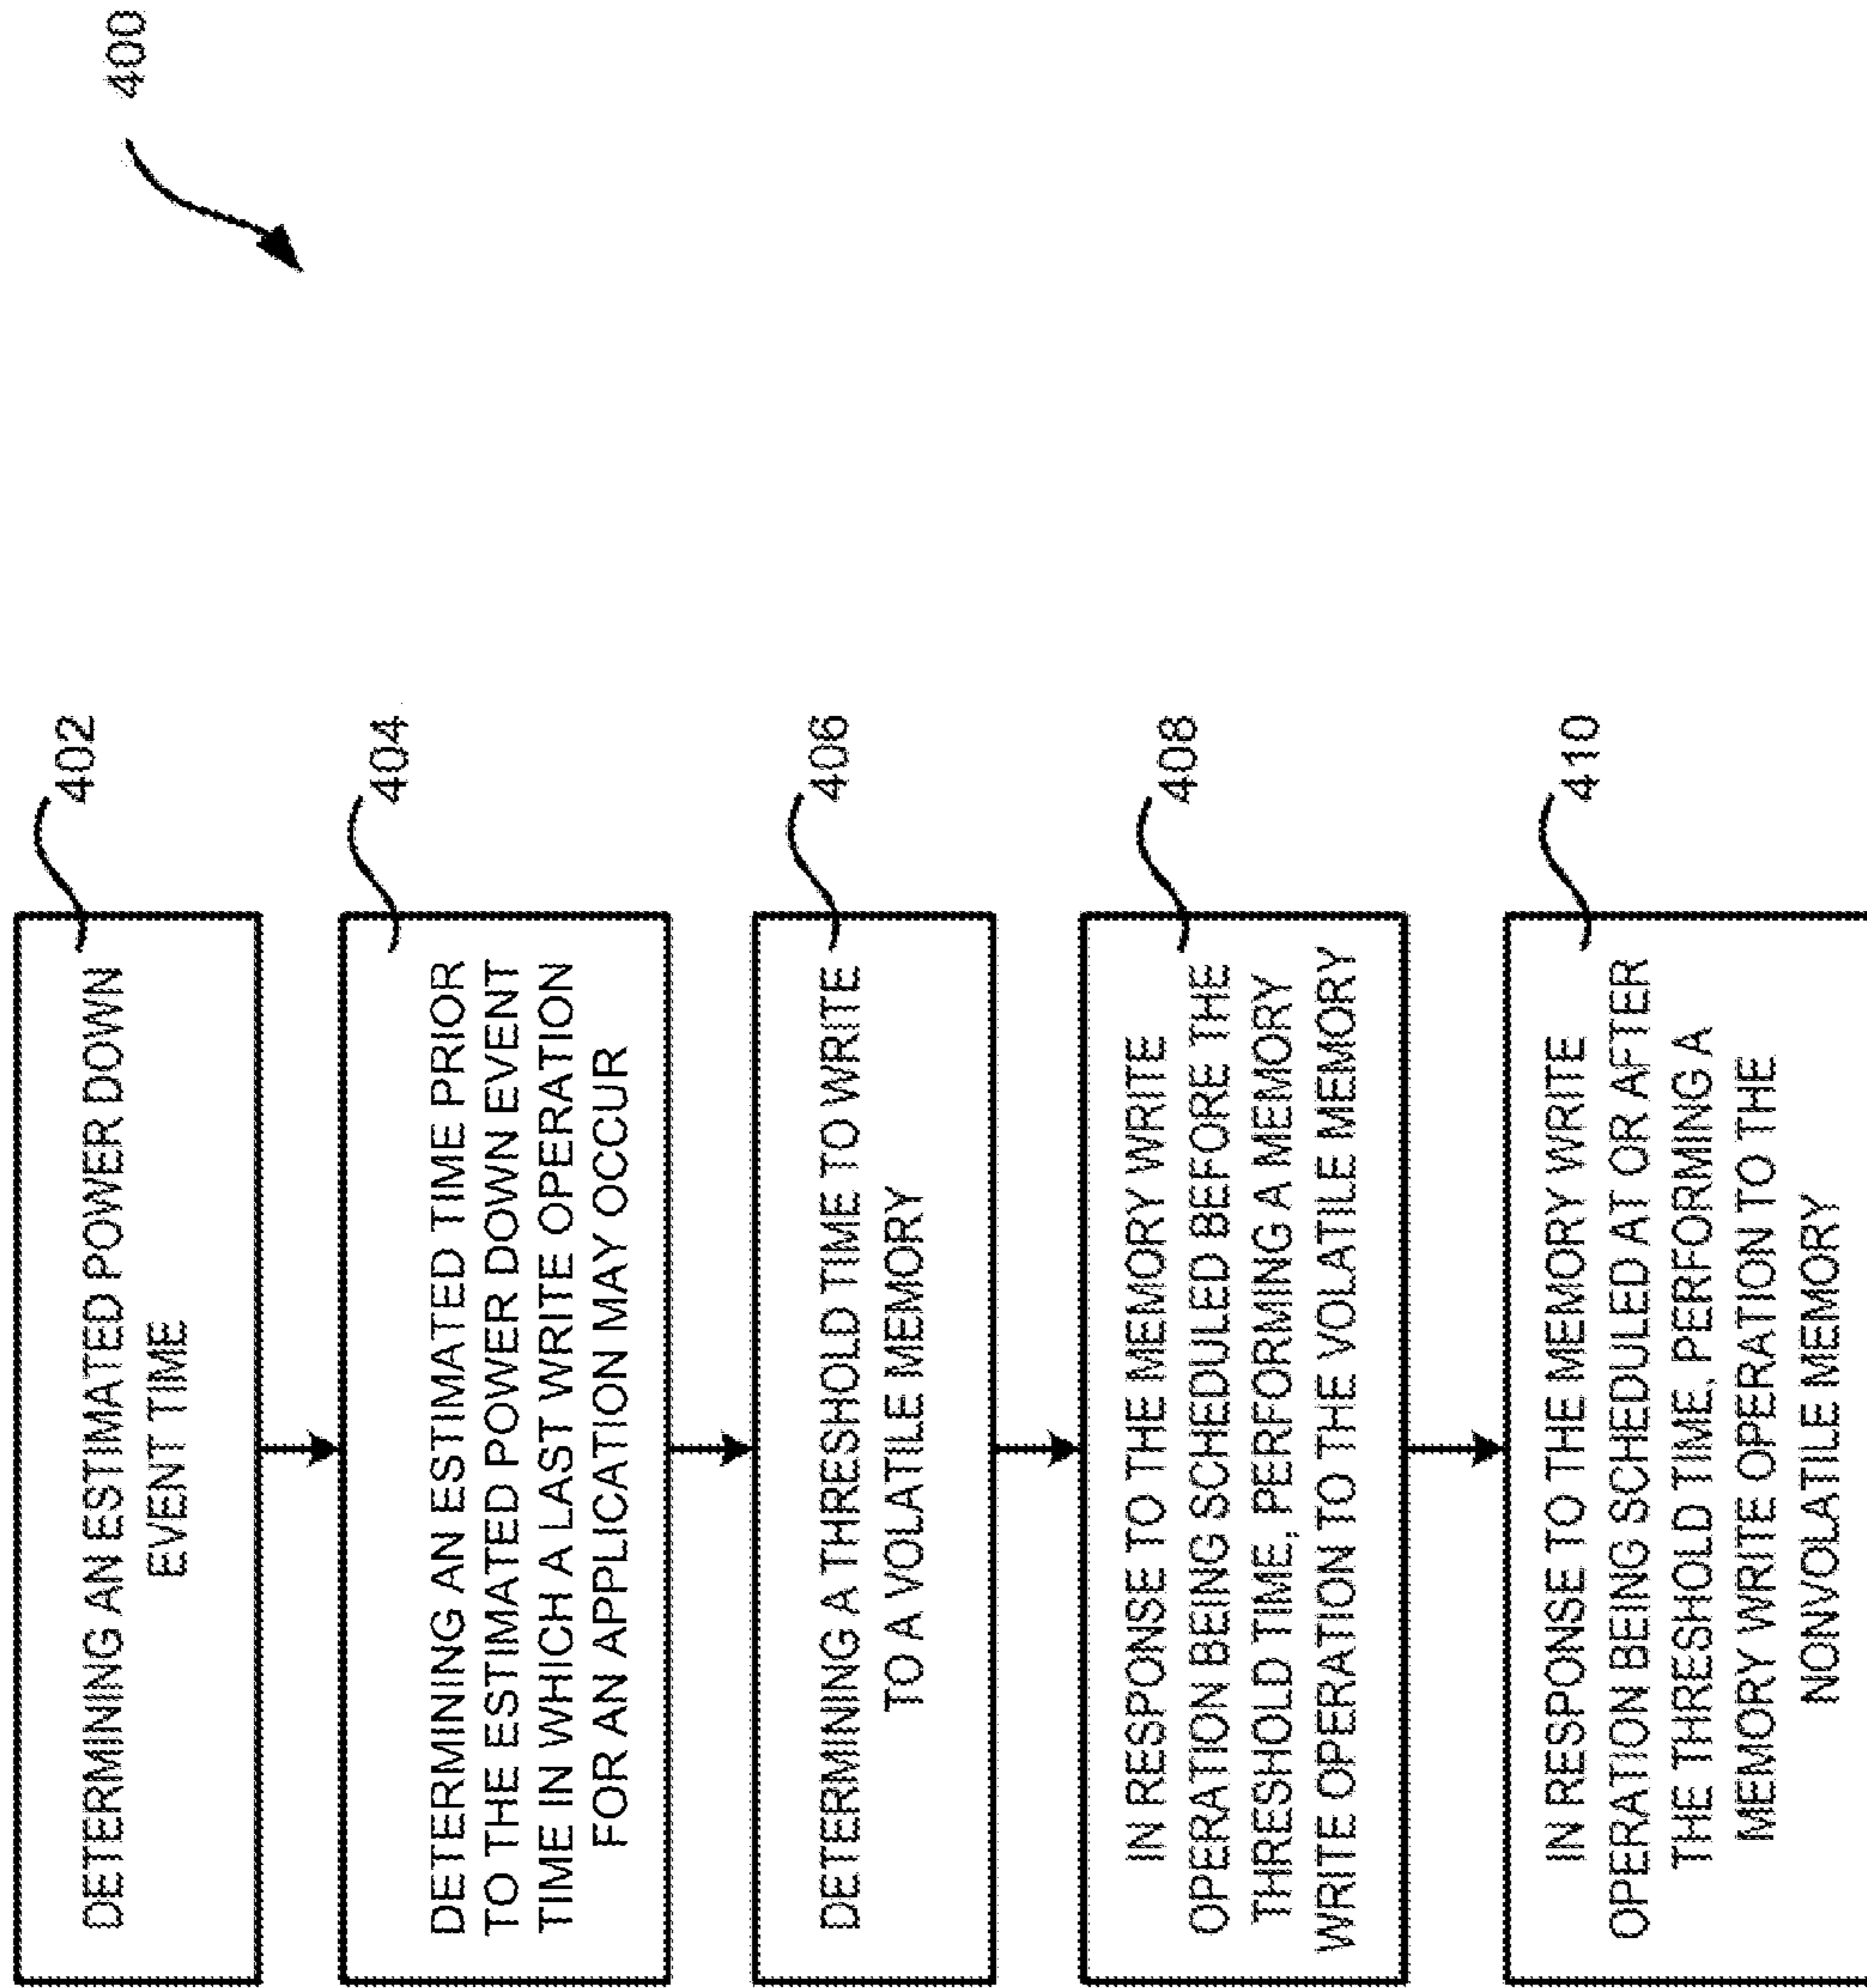 400
402
DETERMINING AN ESTIMATED POWER DOWN
EVENT TIME
404
DETERMINING AN ESTIMATED TIME PRIOR
TO THE ESTIMATED POWER DOWN EVENT
TIME IN WHICH A LAST WRITE OPERATION
FOR AN APPLICATION MAY OCCUR
406
DETERMINING A THRESHOLD TIME TO WRITE
TO A VOLATILE MEMORY
408
IN RESPONSE TO THE MEMORY WRITE
OPERATION BEING SCHEDULED BEFORE THE
THRESHOLD TIME, PERFORMING A MEMORY
WRITE OPERATION TO THE VOLATILE MEMORY
410
IN RESPONSE TO THE MEMORY WRITE
OPERATION BEING SCHEDULED AT OR AFTER
THE THRESHOLD TIME, PERFORMING A
MEMORY WRITE OPERATION TO THE
NONVOLATILE MEMORY